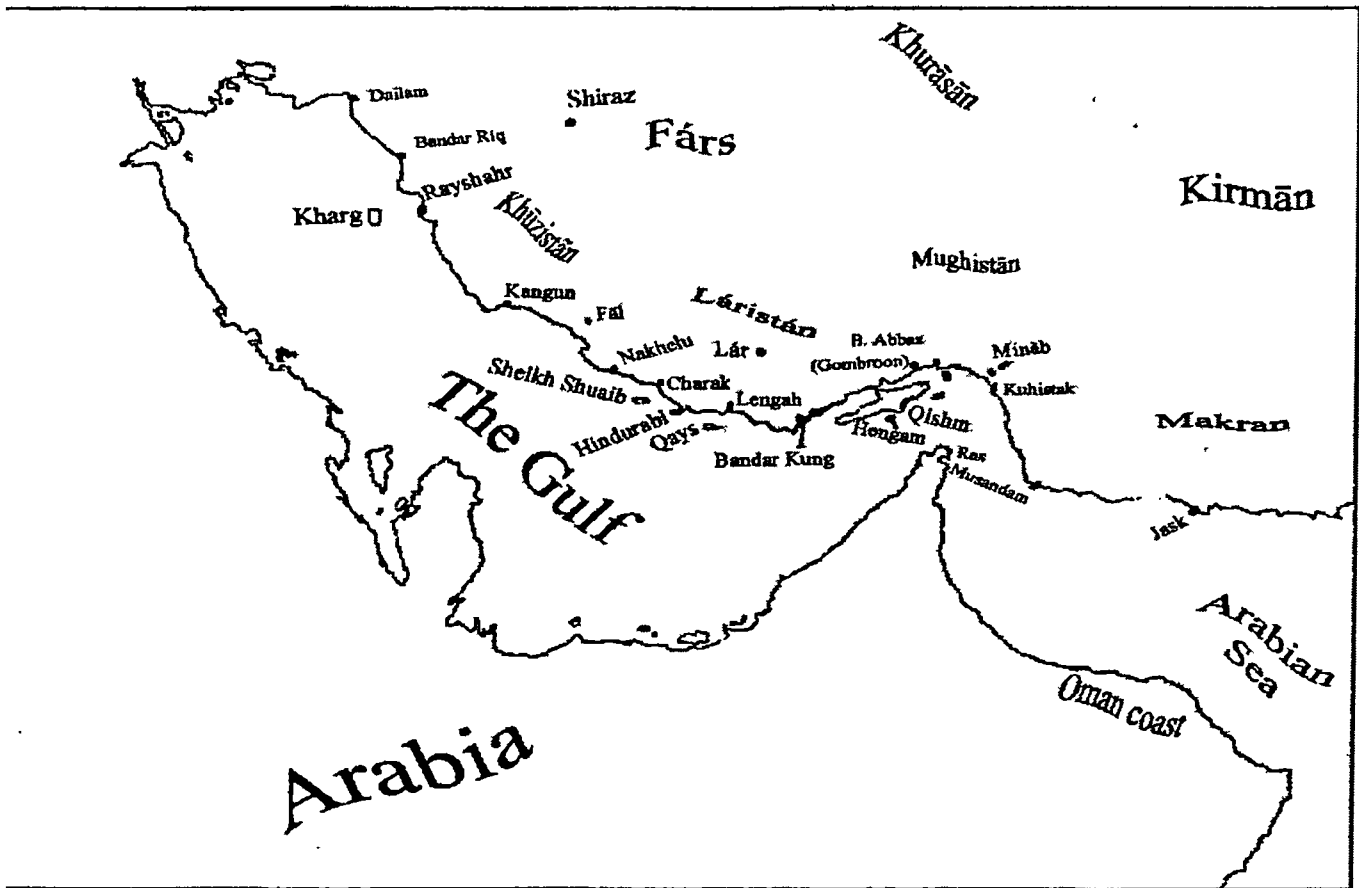 Khurāsān
Dailam
Shiraz
Bandar Riq
Fárs
Rayshahr
Kirmān
Kharg
Khūzistān
Mughistān
Kangun
Fāl
Láristán
B. Abbas
(Gombroon)
Mínāb
Nakhelu
Lár
Sheikh Shuaib
Charak
Kuhistak
Lengah
Hindurabi
Qays
Qishm
Hengam
Makran
The Gulf
Bandar Kung
Ras
Musandam
Jask
Arabian
Sea
Oman coast
Arabia